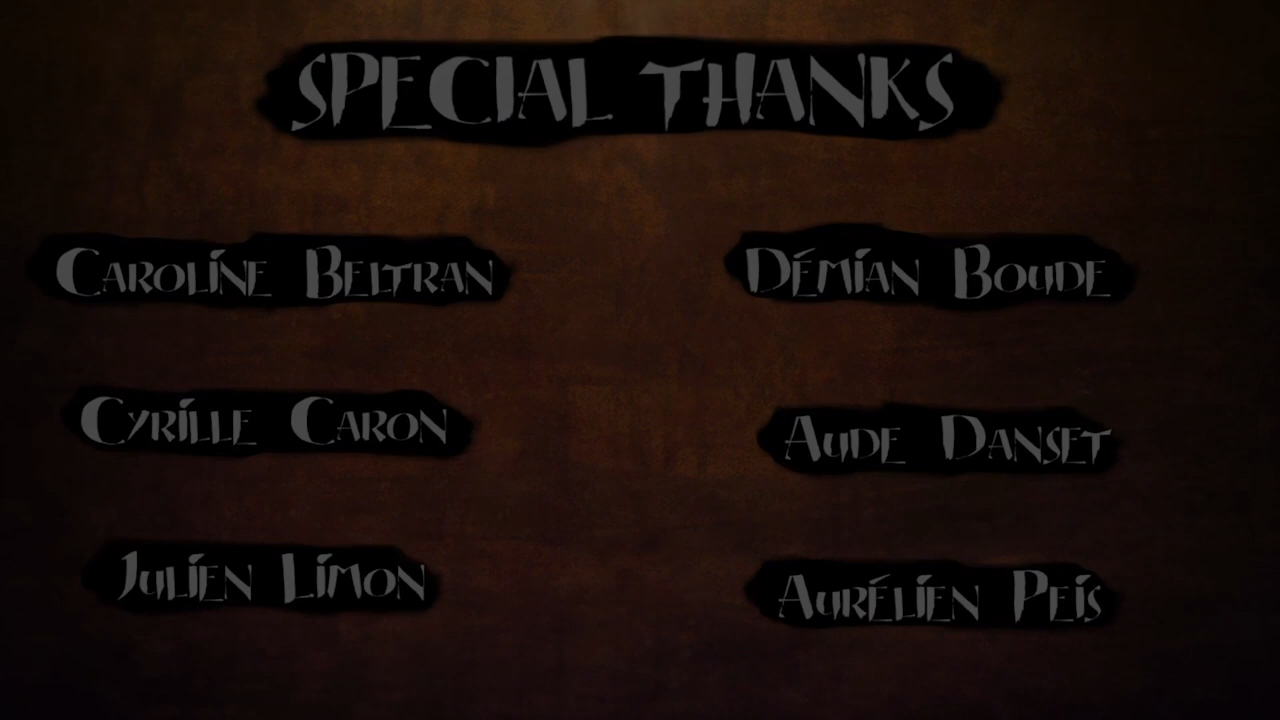 SPECIAL THANKS
Caroline Beltran
Démian Boude
Cyrille Caron
Aude Danset
Julien Limon
Aurélien Peis